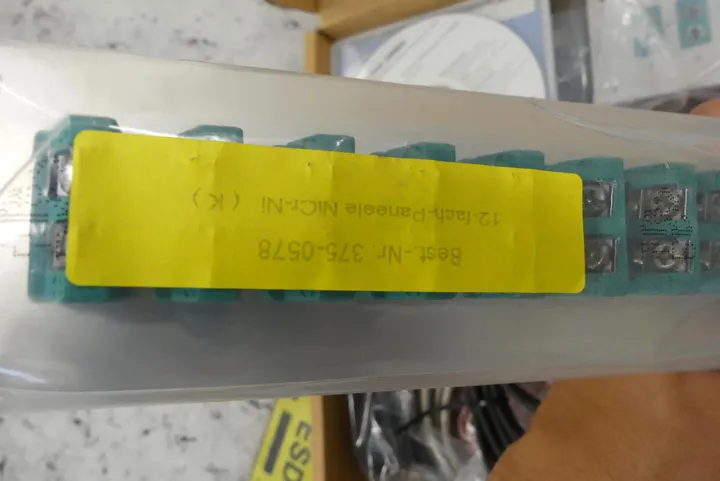 Best.-Nr. 375-0578
12-fach-Paneele NiCr-Ni ( K )
ESD